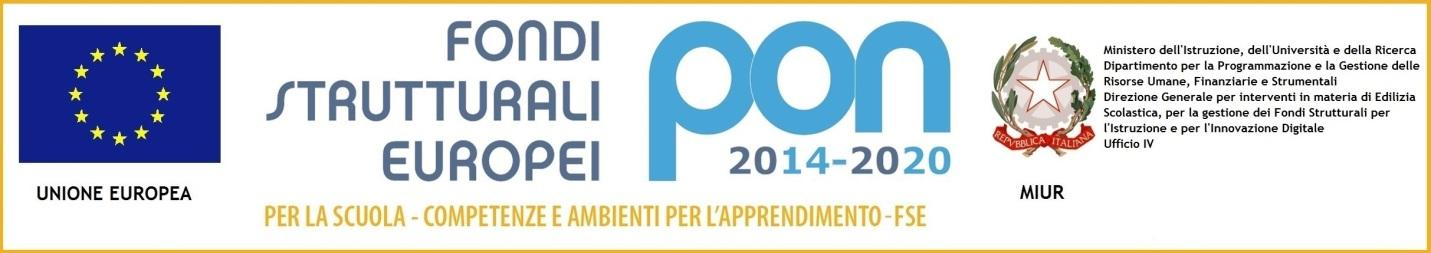 UNIONE EUROPEA
FONDI
STRUTTURALI
EUROPEI
pon
2014-2020
PER LA SCUOLA - COMPETENZE E AMBIENTI PER L'APPRENDIMENTO-FSE
REPVBBLICA ITALIANA
MIUR
Ministero dell'Istruzione, dell'Università e della Ricerca
Dipartimento per la Programmazione e la Gestione delle
Risorse Umane, Finanziarie e Strumentali
Direzione Generale per interventi in materia di Edilizia
Scolastica, per la gestione dei Fondi Strutturali per
l'Istruzione e per l'Innovazione Digitale
Ufficio IV